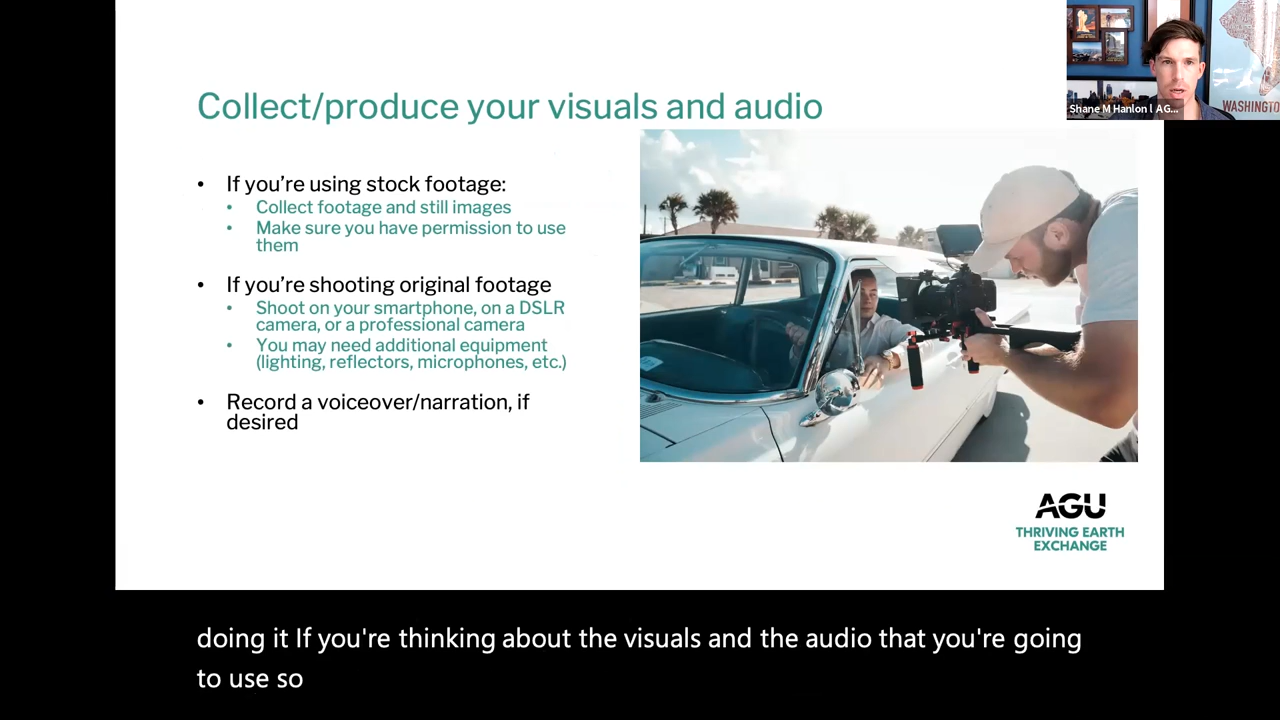 Collect/produce your visuals and audio
• If you're using stock footage:
• Collect footage and still images
• Make sure you have permission to use
them
• If you're shooting original footage
• Shoot on your smartphone, on a DSLR
camera, or a professional camera
• You may need additional equipment
(lighting, reflectors, microphones, etc.)
• Record a voiceover/narration, if
desired
Shane M Hanlon l AG...
WASHINGTO
AGU
THRIVING EARTH
EXCHANGE
doing it If you're thinking about the visuals and the audio that you're going
to use so